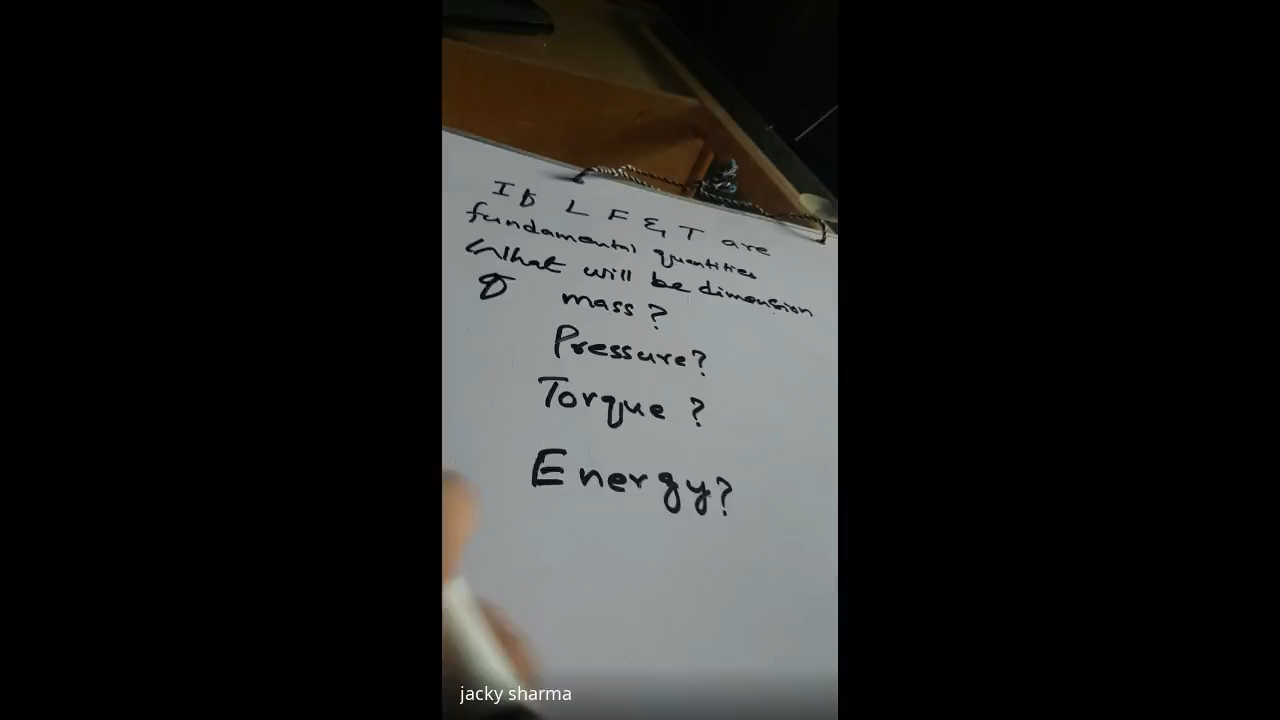 If L F & T are
fundamental quantities
What will be dimension
of mass?
Pressure?
Torque?
Energy?
jacky sharma